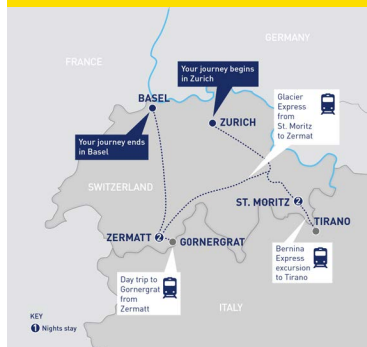 GERMANY
FRANCE
Your journey begins
in Zurich
BASEL
Glacier
Express
from
St. Moritz
to Zermat
ZURICH
Your journey ends
in Basel
SWITZERLAND
ST. MORITZ 2
TIRANO
ZERMATT 2
GORNERGRAT
Bernina
Express
excursion
to Tirano
Day trip to
Gornergrat
from
Zermatt
ITALY
KEY
1 Nights stay